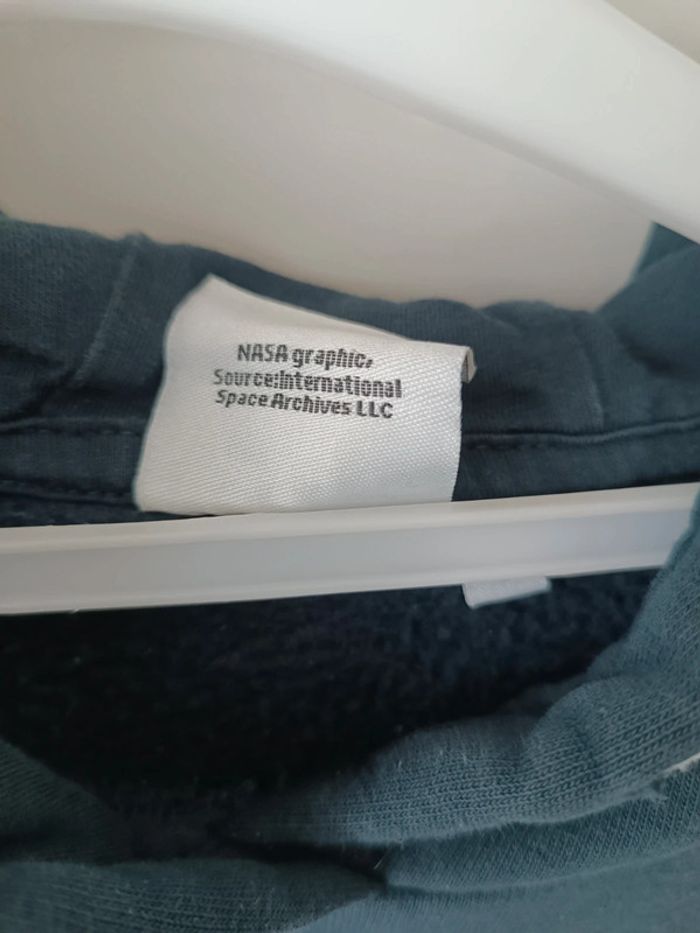 NASA graphic,
Source:International
Space Archives LLC